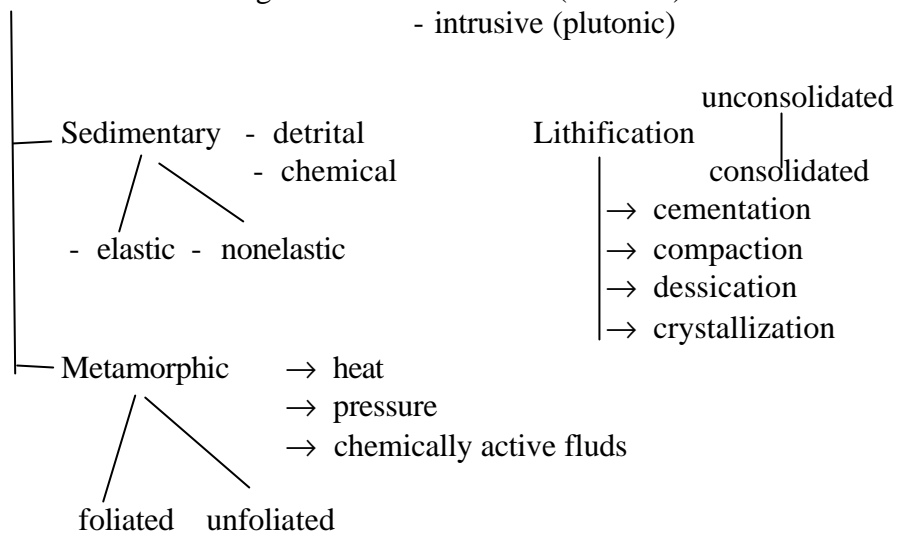 - intrusive (plutonic)
unconsolidated
Sedimentary - detrital Lithification
- chemical consolidated
→ cementation
- elastic - nonelastic → compaction
→ dessication
→ crystallization
Metamorphic → heat
→ pressure
→ chemically active fluds
foliated unfoliated